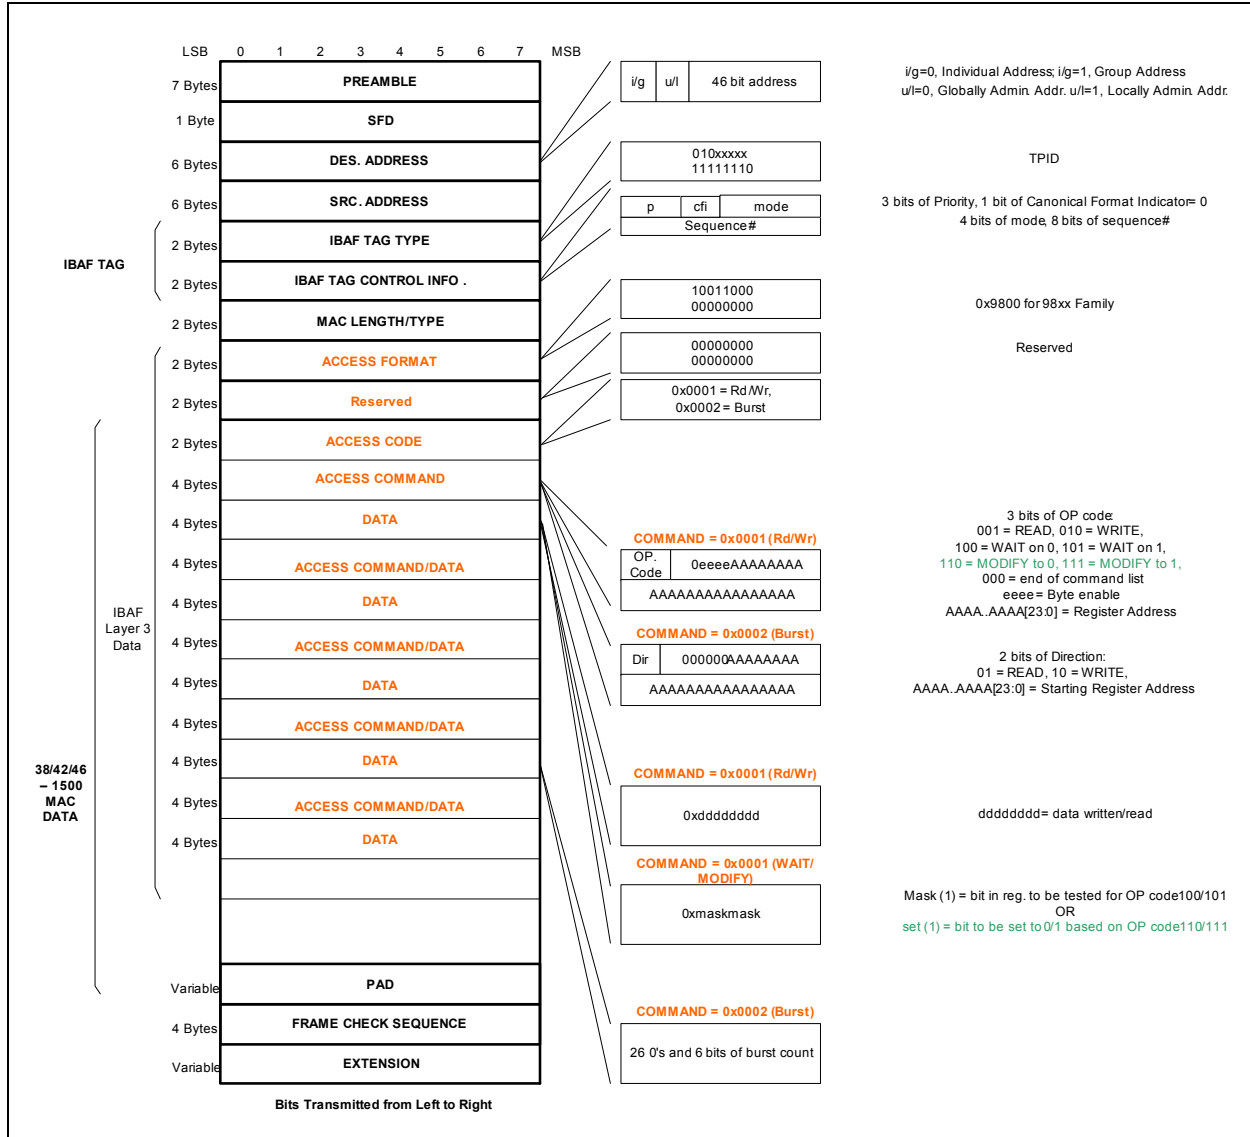 LSB 0 1 2 3 4 5 6 7 MSB
7 Bytes PREAMBLE
1 Byte SFD
6 Bytes DES. ADDRESS
6 Bytes SRC. ADDRESS
IBAF TAG
2 Bytes IBAF TAG TYPE
2 Bytes IBAF TAG CONTROL INFO .
2 Bytes MAC LENGTH/TYPE
2 Bytes ACCESS FORMAT
2 Bytes Reserved
2 Bytes ACCESS CODE
4 Bytes ACCESS COMMAND
4 Bytes DATA
4 Bytes ACCESS COMMAND/DATA
4 Bytes DATA
4 Bytes ACCESS COMMAND/DATA
4 Bytes DATA
4 Bytes ACCESS COMMAND/DATA
4 Bytes DATA
4 Bytes ACCESS COMMAND/DATA
4 Bytes DATA
IBAF
Layer 3
Data
38/42/46
– 1500
MAC
DATA
Variable PAD
4 Bytes FRAME CHECK SEQUENCE
Variable EXTENSION
Bits Transmitted from Left to Right
i/g u/l 46 bit address
i/g=0, Individual Address; i/g=1, Group Address
u/l=0, Globally Admin. Addr. u/l=1, Locally Admin. Addr.
010xxxxx
11111110
TPID
p cfi mode
Sequence#
3 bits of Priority, 1 bit of Canonical Format Indicator= 0
4 bits of mode, 8 bits of sequence#
10011000
00000000
0x9800 for 98xx Family
00000000
00000000
Reserved
0x0001 = Rd/Wr,
0x0002 = Burst
COMMAND = 0x0001 (Rd/Wr)
OP.
Code
0eeeeAAAAAAAA
AAAAAAAAAAAAAAAA
3 bits of OP code:
001 = READ, 010 = WRITE,
100 = WAIT on 0, 101 = WAIT on 1,
110 = MODIFY to 0, 111 = MODIFY to 1,
000 = end of command list
eeee = Byte enable
AAAA..AAAA[23:0] = Register Address
COMMAND = 0x0002 (Burst)
Dir 000000AAAAAAAA
AAAAAAAAAAAAAAAA
2 bits of Direction:
01 = READ, 10 = WRITE,
AAAA..AAAA[23:0] = Starting Register Address
COMMAND = 0x0001 (Rd/Wr)
0xdddddddd
dddddddd= data written/read
COMMAND = 0x0001 (WAIT/
MODIFY)
0xmaskmask
Mask (1) = bit in reg. to be tested for OP code100/101
OR
set (1) = bit to be set to 0/1 based on OP code110/111
COMMAND = 0x0002 (Burst)
26 0's and 6 bits of burst count